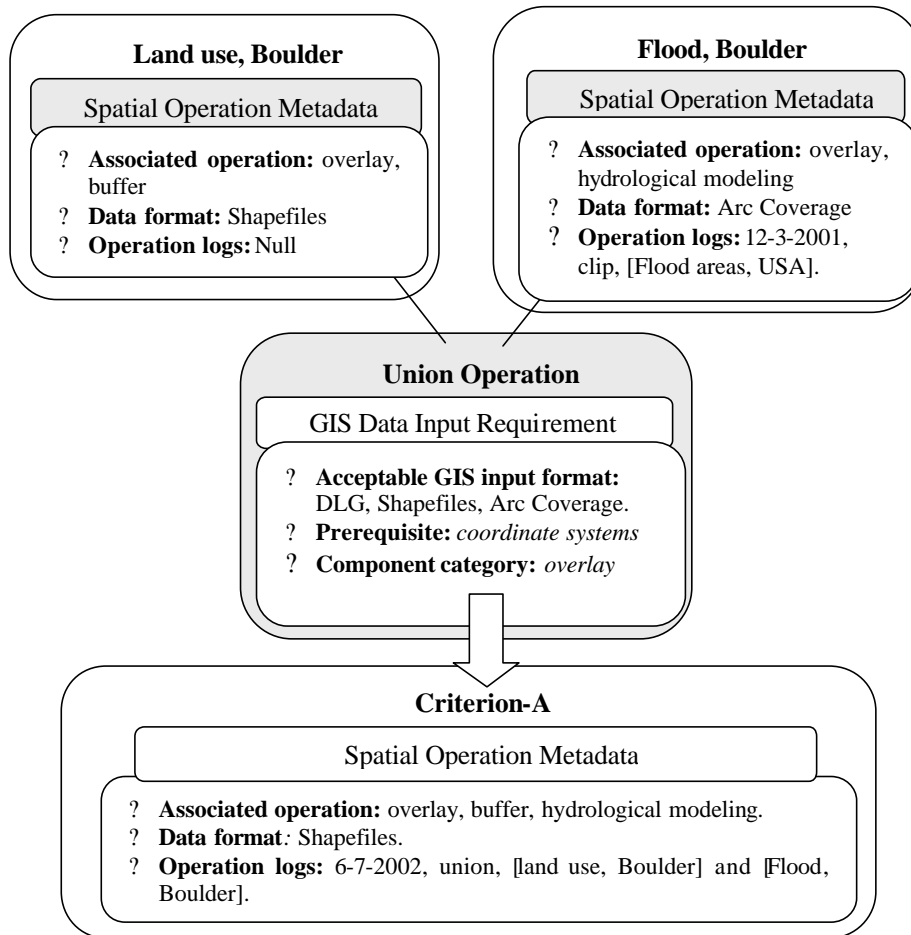 Land use, Boulder
Spatial Operation Metadata
? Associated operation: overlay,
buffer
? Data format: Shapefiles
? Operation logs: Null
Flood, Boulder
Spatial Operation Metadata
? Associated operation: overlay,
hydrological modeling
? Data format: Arc Coverage
? Operation logs: 12-3-2001,
clip, [Flood areas, USA].
Union Operation
GIS Data Input Requirement
? Acceptable GIS input format:
DLG, Shapefiles, Arc Coverage.
? Prerequisite: coordinate systems
? Component category: overlay
Criterion-A
Spatial Operation Metadata
? Associated operation: overlay, buffer, hydrological modeling.
? Data format: Shapefiles.
? Operation logs: 6-7-2002, union, [land use, Boulder] and [Flood,
Boulder].